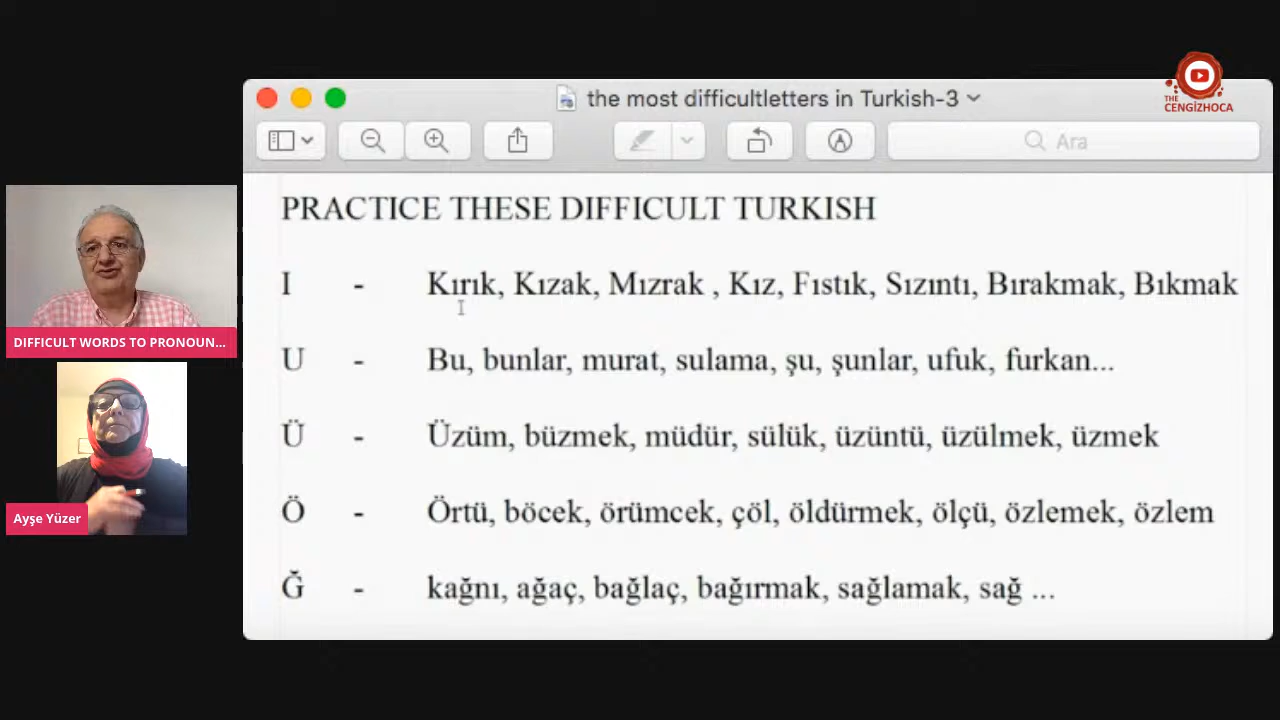 THE
CENGİZHOCA
the most difficultletters in Turkish-3
Ara
PRACTICE THESE DIFFICULT TURKISH
I - Kırık, Kızak, Mızrak , Kız, Fıstık, Sızıntı, Bırakmak, Bıkmak
U - Bu, bunlar, murat, sulama, şu, şunlar, ufuk, furkan...
Ü - Üzüm, büzmek, müdür, sülük, üzüntü, üzülmek, üzmek
Ö - Örtü, böcek, örümcek, çöl, öldürmek, ölçü, özlemek, özlem
Ğ - kağnı, ağaç, bağlaç, bağırmak, sağlamak, sağ ...
DIFFICULT WORDS TO PRONOUN...
Ayşe Yüzer